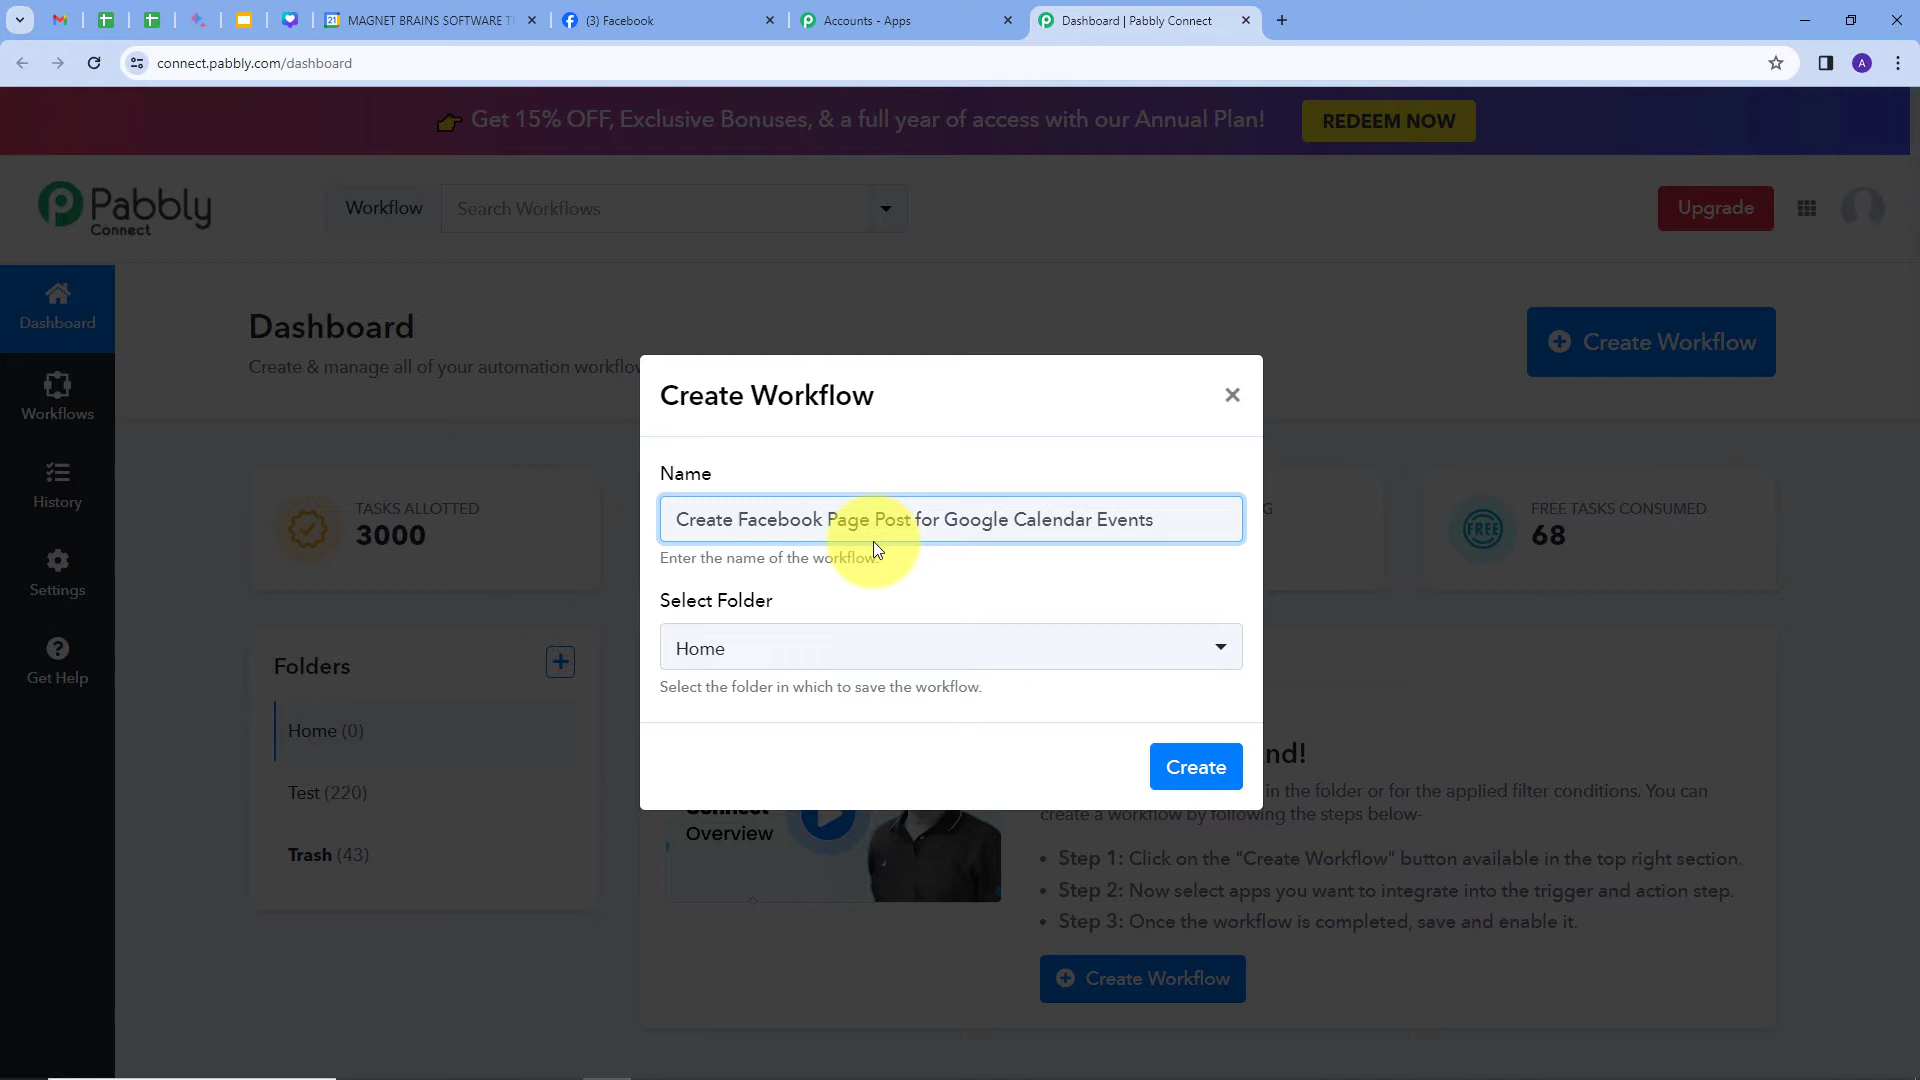 MAGNET BRAINS SOFTWARE T
(3) Facebook
Accounts - Apps
Dashboard | Pabbly Connect
connect.pabbly.com/dashboard
A
Get 15% OFF, Exclusive Bonuses, & a full year of access with our Annual Plan!
REDEEM NOW
Pabbly
Connect
Workflow
Search Workflows
Upgrade
Dashboard
Workflows
History
Settings
Get Help
Dashboard
Create & manage all of your automation workflow
Create Workflow
TASKS ALLOTTED
3000
G
FREE
FREE TASKS CONSUMED
68
Folders
Home (0)
Test (220)
Trash (43)
Create Workflow
Name
Create Facebook Page Post for Google Calendar Events
Enter the name of the workflow.
Select Folder
Home
Select the folder in which to save the workflow.
Create
Connect
Overview
nd!
in the folder or for the applied filter conditions. You can
create a workflow by following the steps below-
Step 1: Click on the "Create Workflow" button available in the top right section.
Step 2: Now select apps you want to integrate into the trigger and action step.
Step 3: Once the workflow is completed, save and enable it.
Create Workflow